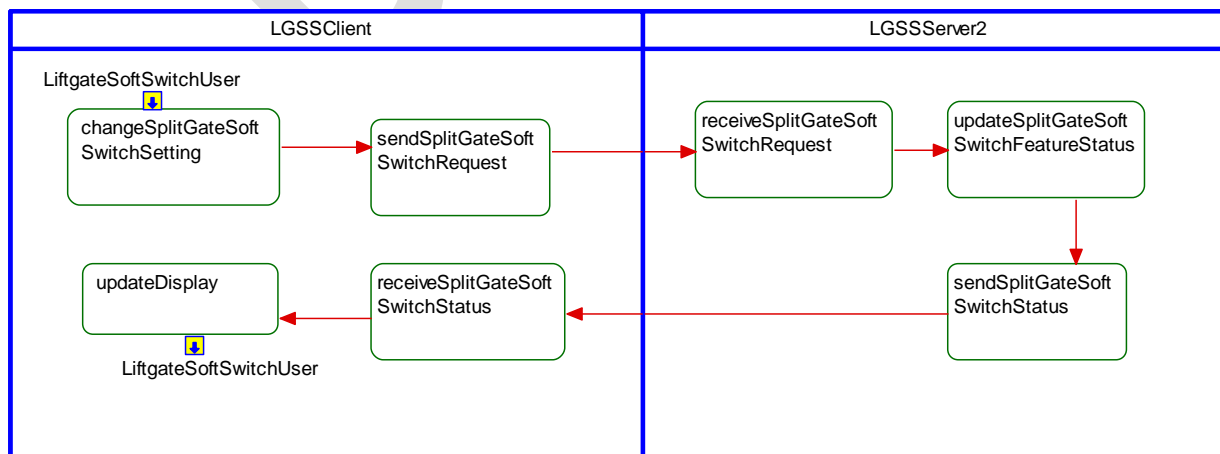 LGSSClient
LGSSServer2
LiftgateSoftSwitchUser
changeSplitGateSoft
SwitchSetting
sendSplitGateSoft
SwitchRequest
receiveSplitGateSoft
SwitchRequest
updateSplitGateSoft
SwitchFeatureStatus
updateDisplay
receiveSplitGateSoft
SwitchStatus
sendSplitGateSoft
SwitchStatus
LiftgateSoftSwitchUser